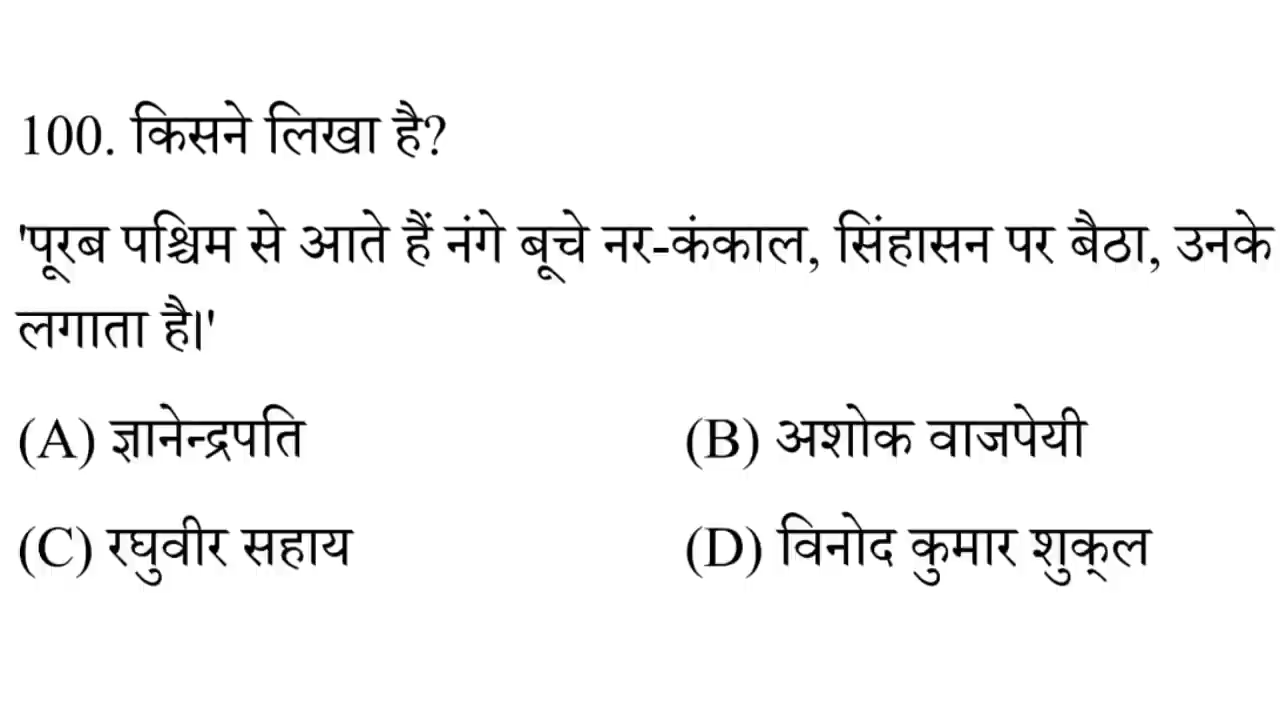 100. किसने लिखा है?
'पूरब पश्चिम से आते हैं नंगे बूचे नर-कंकाल, सिंहासन पर बैठा, उनके
लगाता है।'
(A) ज्ञानेन्द्रपति (B) अशोक वाजपेयी
(C) रघुवीर सहाय (D) विनोद कुमार शुक्‌ल